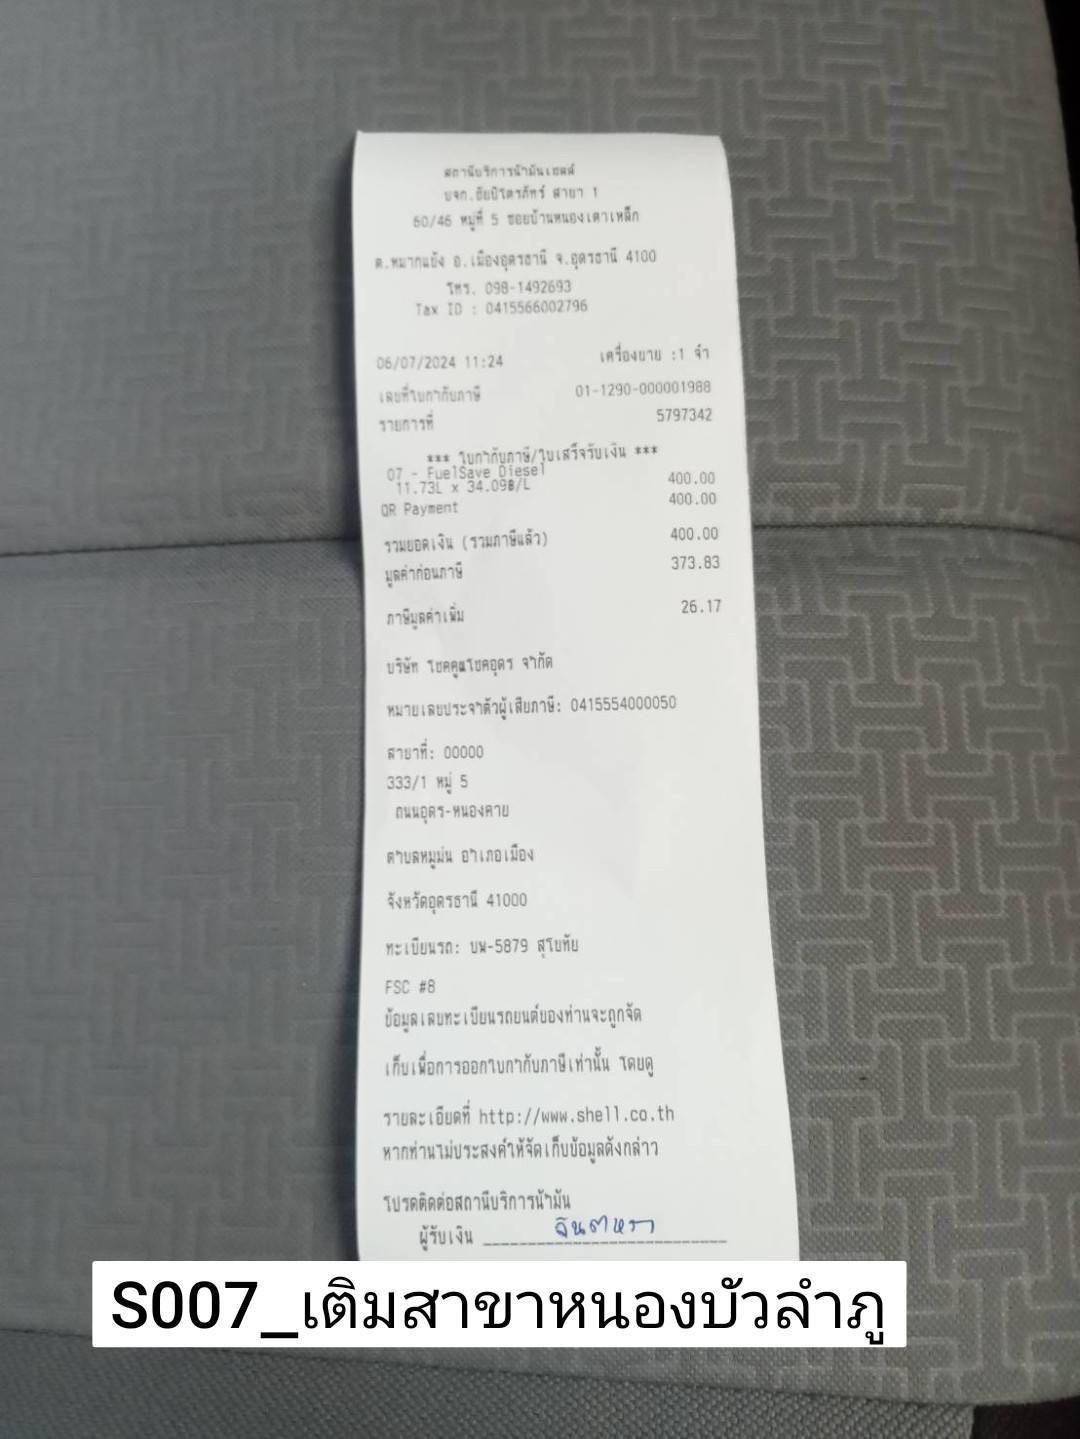 สถานีบริการน้ำมันเชลล์
บจก.ชัยบิโตรภัทร์ สาขา 1
60/46 หมู่ที่ 5 ซอยบ้านหนองเตาเหล็ก
ต.หมากแข้ง อ.เมืองอุดรธานี จ.อุดรธานี 4100
โทร. 098-1492693
Tax ID : 0415566002796
06/07/2024 11:24 เครื่องขาย :1 จำ
เลขที่ใบกำกับภาษี 01-1290-000001988
รายการที่ 5797342
*** ใบกำกับภาษี/ใบเสร็จรับเงิน ***
07 - FuelSave Diesel
11.73L x 34.09฿/L 400.00
QR Payment 400.00
รวมยอดเงิน (รวมภาษีแล้ว) 400.00
มูลค่าก่อนภาษี 373.83
ภาษีมูลค่าเพิ่ม 26.17
บริษัท โชคคูณโชคอุดร จำกัด
หมายเลขประจำตัวผู้เสียภาษี: 0415554000050
สาขาที่: 00000
333/1 หมู่ 5
ถนนอุดร-หนองคาย
ตำบลหมูม่น อำเภอเมือง
จังหวัดอุดรธานี 41000
ทะเบียนรถ: บพ-5879 สุโขทัย
FSC #8
ข้อมูลเลขทะเบียนรถยนต์ของท่านจะถูกจัด
เก็บเพื่อการออกใบกำกับภาษีเท่านั้น โดยดู
รายละเอียดที่ http://www.shell.co.th
หากท่านไม่ประสงค์ให้จัดเก็บข้อมูลดังกล่าว
โปรดติดต่อสถานีบริการน้ำมัน
ผู้รับเงิน จินตหรา
S007_เติมสาขาหนองบัวลำภู